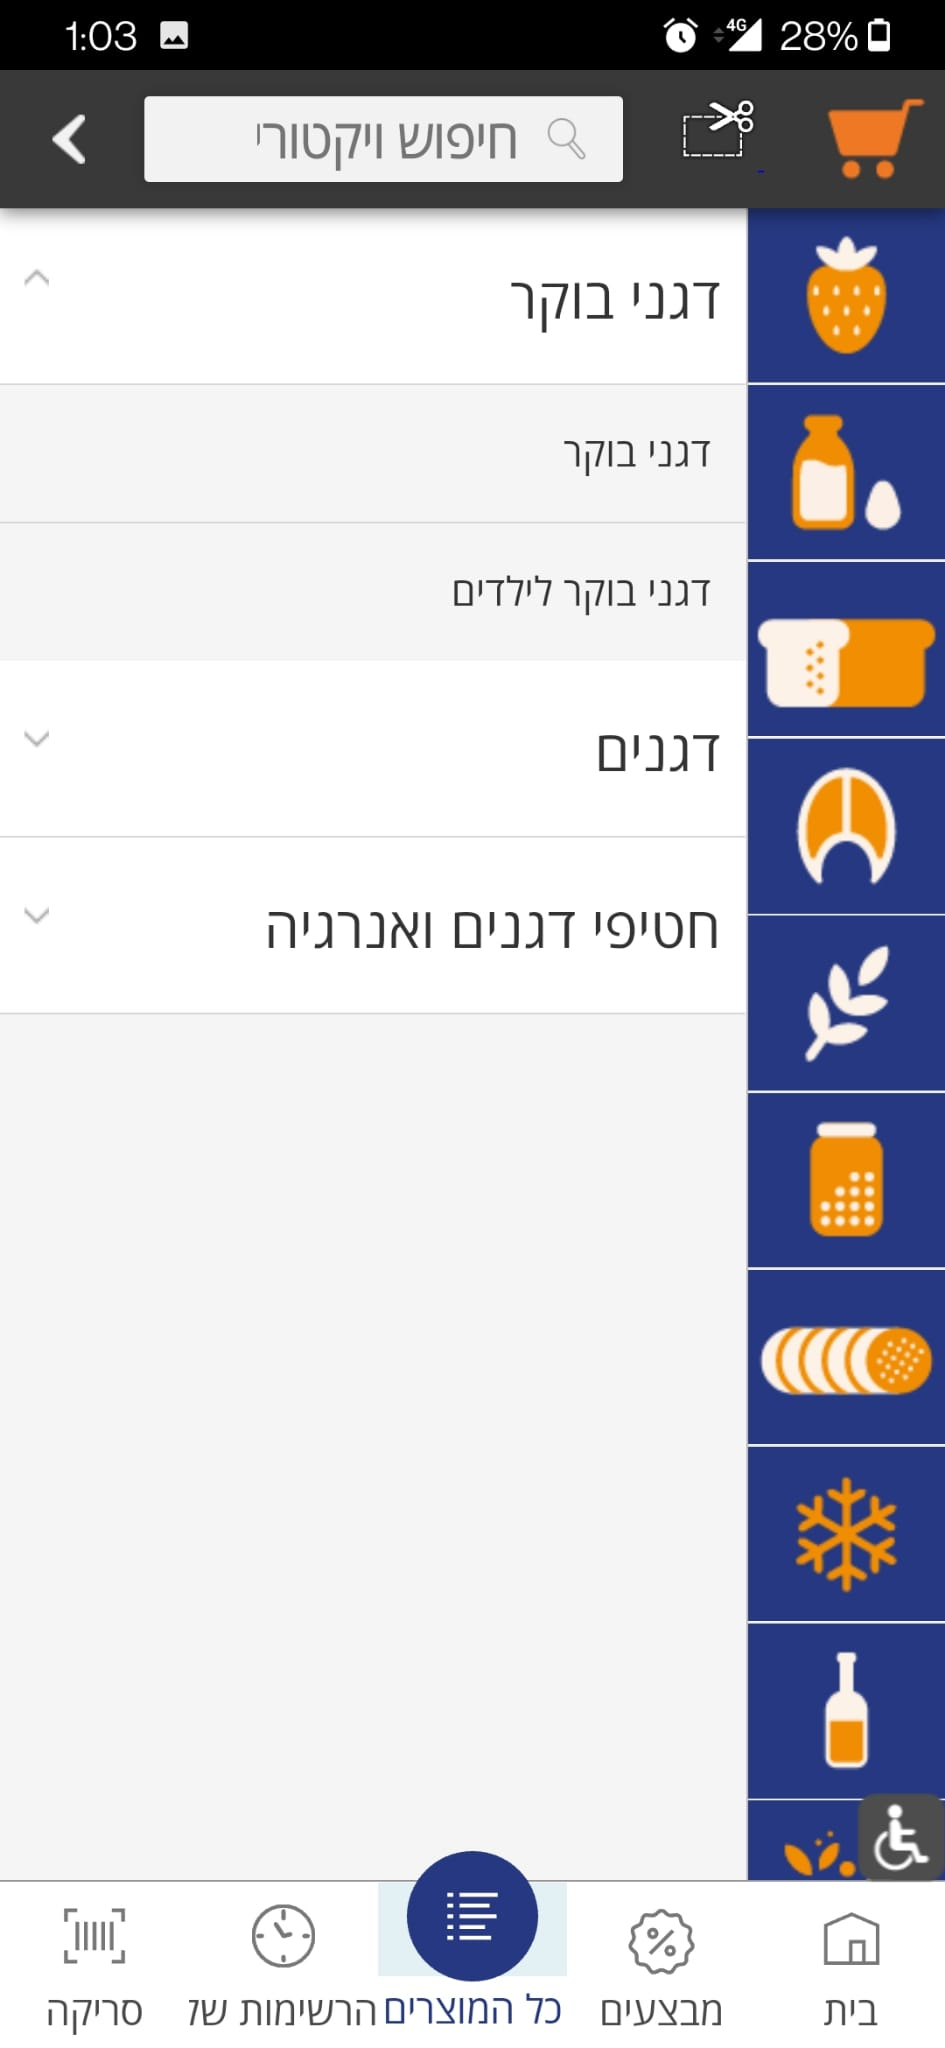 1:03
4G
28%
חיפוש ויקטורי
דגני בוקר
דגני בוקר
דגני בוקר לילדים
דגנים
חטיפי דגנים ואנרגיה
בית
מבצעים
כל המוצרים
הרשימות של
סריקה